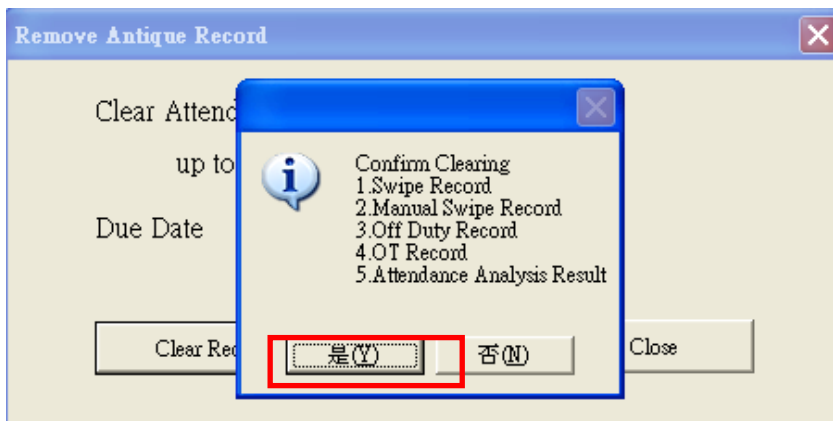 Remove Antique Record
Clear Attend
up to
Due Date
Confirm Clearing
1.Swipe Record
2.Manual Swipe Record
3.Off Duty Record
4.OT Record
5.Attendance Analysis Result
Clear Rec
是(Y)
否(N)
Close